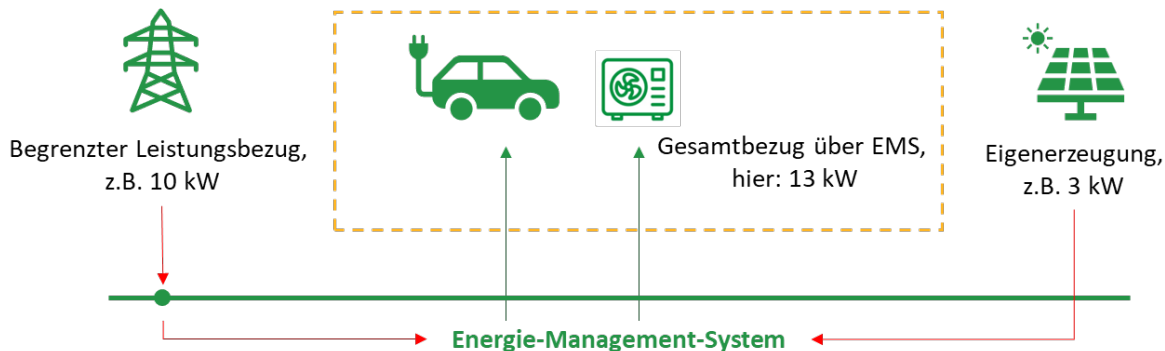 Begrenzter Leistungsbezug,
z.B. 10 kW
Gesamtbezug über EMS,
hier: 13 kW
Eigenerzeugung,
z.B. 3 kW
Energie-Management-System